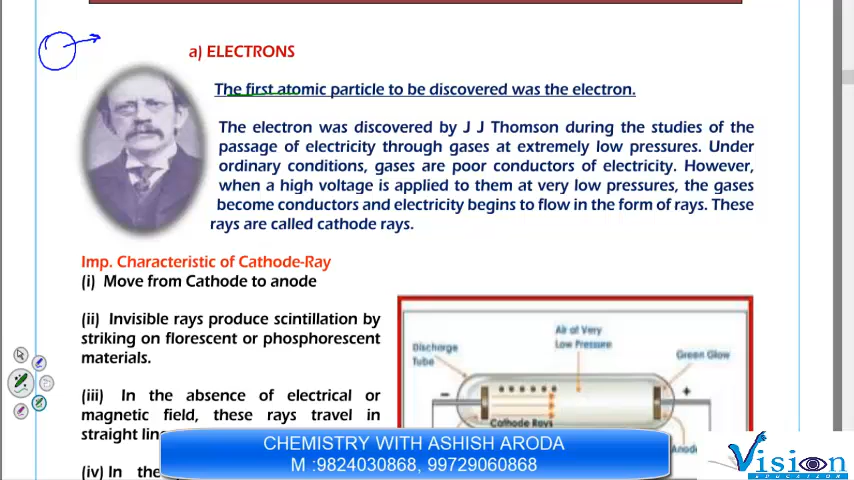 a) ELECTRONS
The first atomic particle to be discovered was the electron.
The electron was discovered by J J Thomson during the studies of the
passage of electricity through gases at extremely low pressures. Under
ordinary conditions, gases are poor conductors of electricity. However,
when a high voltage is applied to them at very low pressures, the gases
become conductors and electricity begins to flow in the form of rays. These
rays are called cathode rays.
Imp. Characteristic of Cathode-Ray
(i) Move from Cathode to anode
(ii) Invisible rays produce scintillation by
striking on florescent or phosphorescent
materials.
(iii) In the absence of electrical or
magnetic field, these rays travel in
straight
(iv) In the
Air at Very
Low Pressure
Discharge
Tube
Green Glow
Cathode Rays
Anode
CHEMISTRY WITH ASHISH ARODA
M :9824030868, 99729060868
Vision
EDUCATION